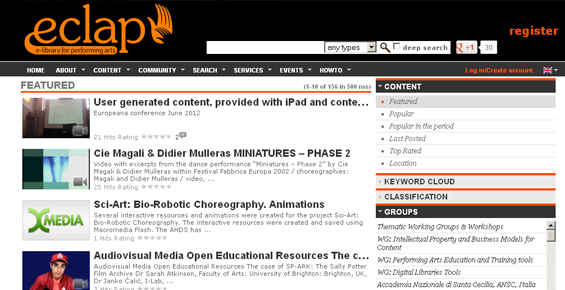 eclap
e-library for performing arts
register
any types deep search +1 30
HOME ABOUT CONTENT COMMUNITY SEARCH SERVICES EVENTS HOWTO Log in/Create account
FEATURED (1-10 of 156 in 500 ms)
User generated content, provided with iPad and conte...
Europeana conference June 2012
21 Hits Rating 2
Cie Magali & Didier Mulleras MINIATURES – PHASE 2
Video with excerpts from the dance performance "Miniatures – Phase 2" by Cie
Magali & Didier Mulleras within Festival Fabbrica Europa 2002 / choreographies:
Magali and Didier Mulleras / video, ...
25 Hits Rating
XMEDIA
Sci-Art: Bio-Robotic Choreography. Animations
Several interactive resources and animations were created for the project Sci-Art:
Bio-Robotic Choreography. The interactive resources were created and saved using
Macromedia Flash. The AHDS has ...
1 Hits Rating
Audiovisual Media Open Educational Resources The c...
Audiovisual Media Open Educational Resources The case of SP-ARK: The Sally Potter
Film Archive Dr Sarah Atkinson, Faculty of Arts: University of Brighton: Brighton, UK,
Dr Janko Čalić, I-Lab, ...
2 Hits Rating
CONTENT
Featured
Popular
Popular in the period
Last Posted
Top Rated
Location
KEYWORD CLOUD
CLASSIFICATION
GROUPS
Thematic Working Groups & Workshops
WG: Intellectual Property and Business Models for
Content
WG: Performing Arts Education and Training tools
WG: Digital Libraries Tools
Accademia Nazionale di Santa Cecilia, ANSC, Italia